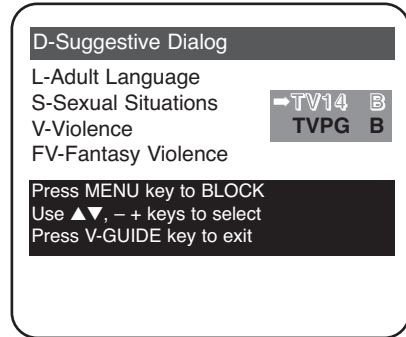 D-Suggestive Dialog
L-Adult Language
S-Sexual Situations
➡TV14 B
V-Violence
TVPG B
FV-Fantasy Violence
Press MENU key to BLOCK
Use ▲▼, – + keys to select
Press V-GUIDE key to exit